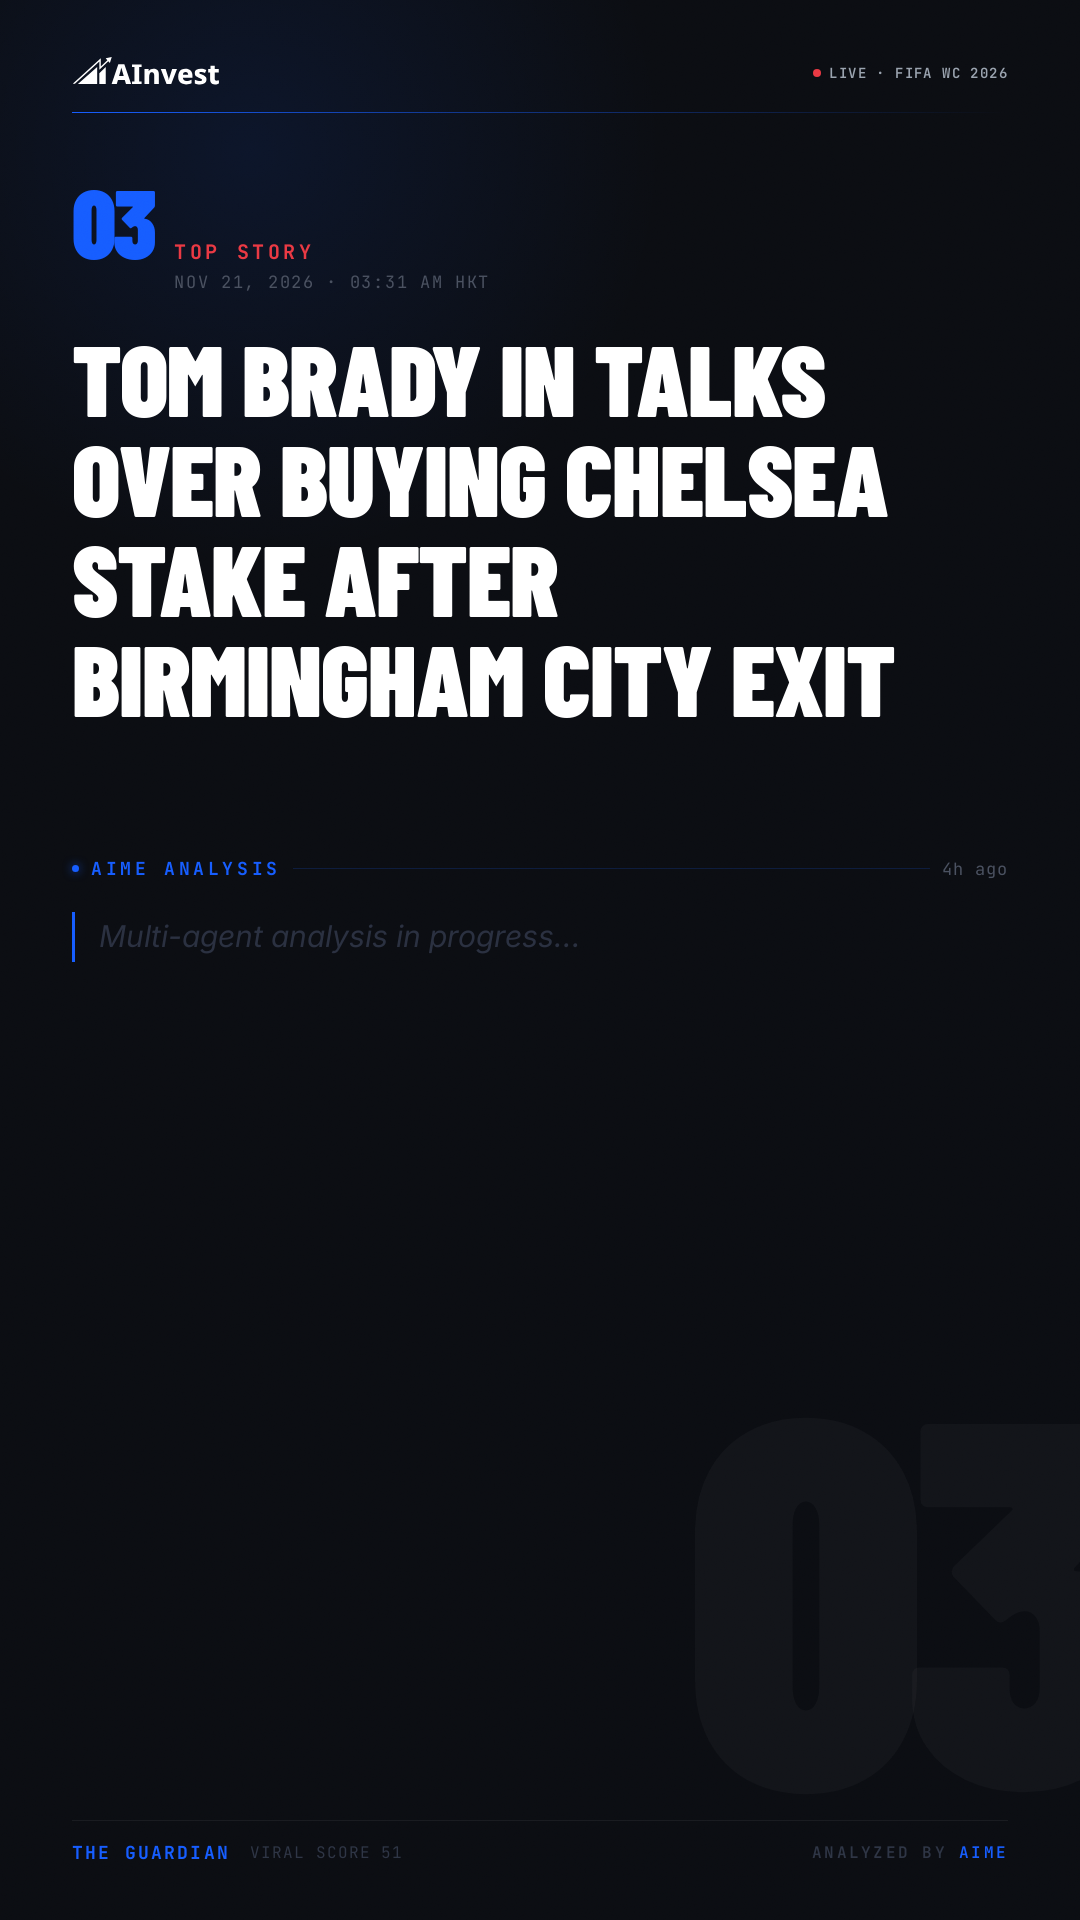 AInvest
LIVE · FIFA WC 2026
03
TOP STORY
NOV 21, 2026 · 03:31 AM HKT
TOM BRADY IN TALKS
OVER BUYING CHELSEA
STAKE AFTER
BIRMINGHAM CITY EXIT
AIME ANALYSIS
4h ago
Multi-agent analysis in progress...
03
THE GUARDIAN VIRAL SCORE 51
ANALYZED BY AIME